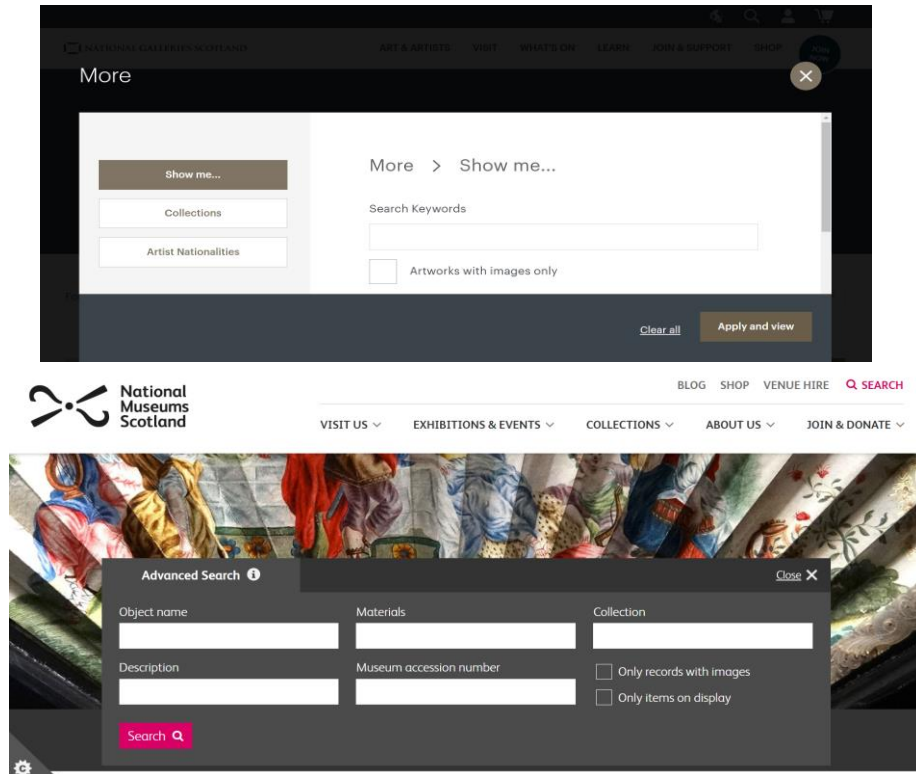 NATIONAL GALLERIES SCOTLAND ART & ARTISTS VISIT WHAT'S ON LEARN JOIN & SUPPORT SHOP JOIN NOW
More
Show me...
Collections
Artist Nationalities
More > Show me...
Search Keywords
Artworks with images only
Clear all Apply and view
National
Museums
Scotland
BLOG SHOP VENUE HIRE SEARCH
VISIT US EXHIBITIONS & EVENTS COLLECTIONS ABOUT US JOIN & DONATE
Advanced Search Close
Object name Materials Collection
Description Museum accession number Only records with images
Only items on display
Search